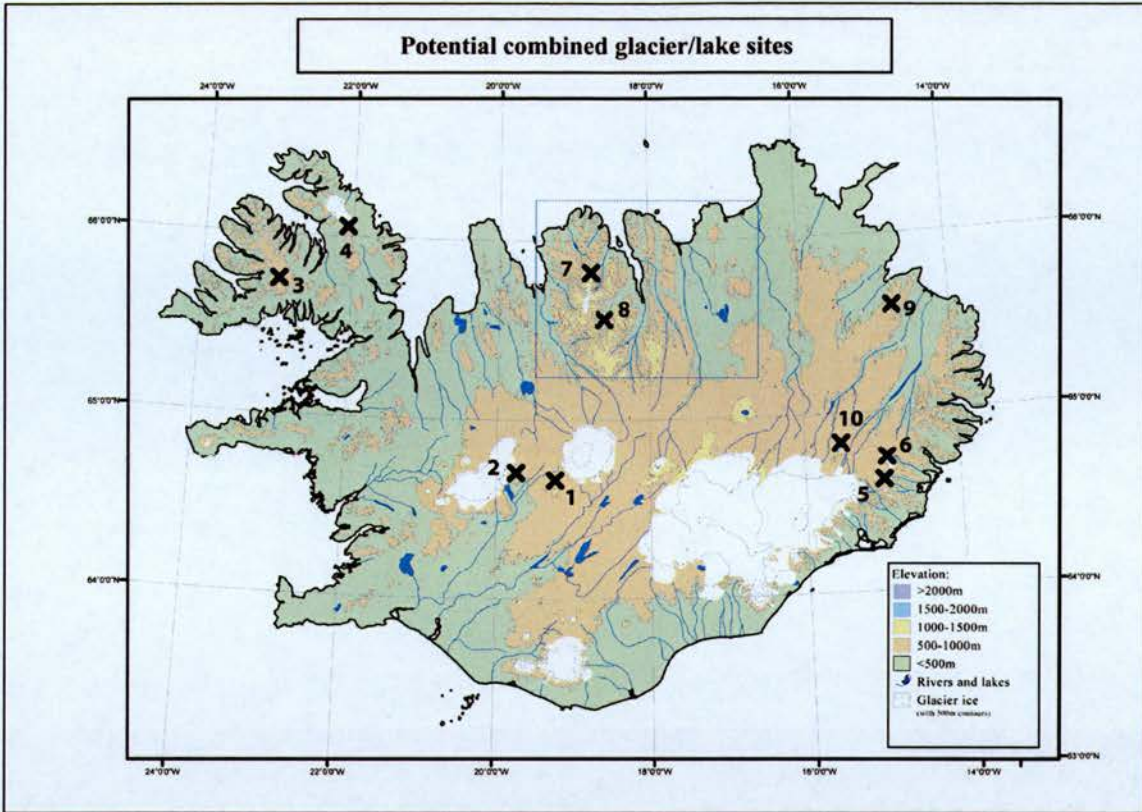 Potential combined glacier/lake sites
24°0'0"W
22°0'0"W
20°0'0"W
18°0'0"W
16°0'0"W
14°0'0"W
66°0'0"N
66°0'0"N
4
3
7
8
9
65°0'0"N
65°0'0"N
10
2
1
6
5
64°0'0"N
64°0'0"N
Elevation:
>2000m
1500-2000m
1000-1500m
500-1000m
<500m
Rivers and lakes
Glacier ice
(with 500m contours)
63°0'0"N
24°0'0"W
22°0'0"W
20°0'0"W
18°0'0"W
15°0'0"W
14°0'0"W